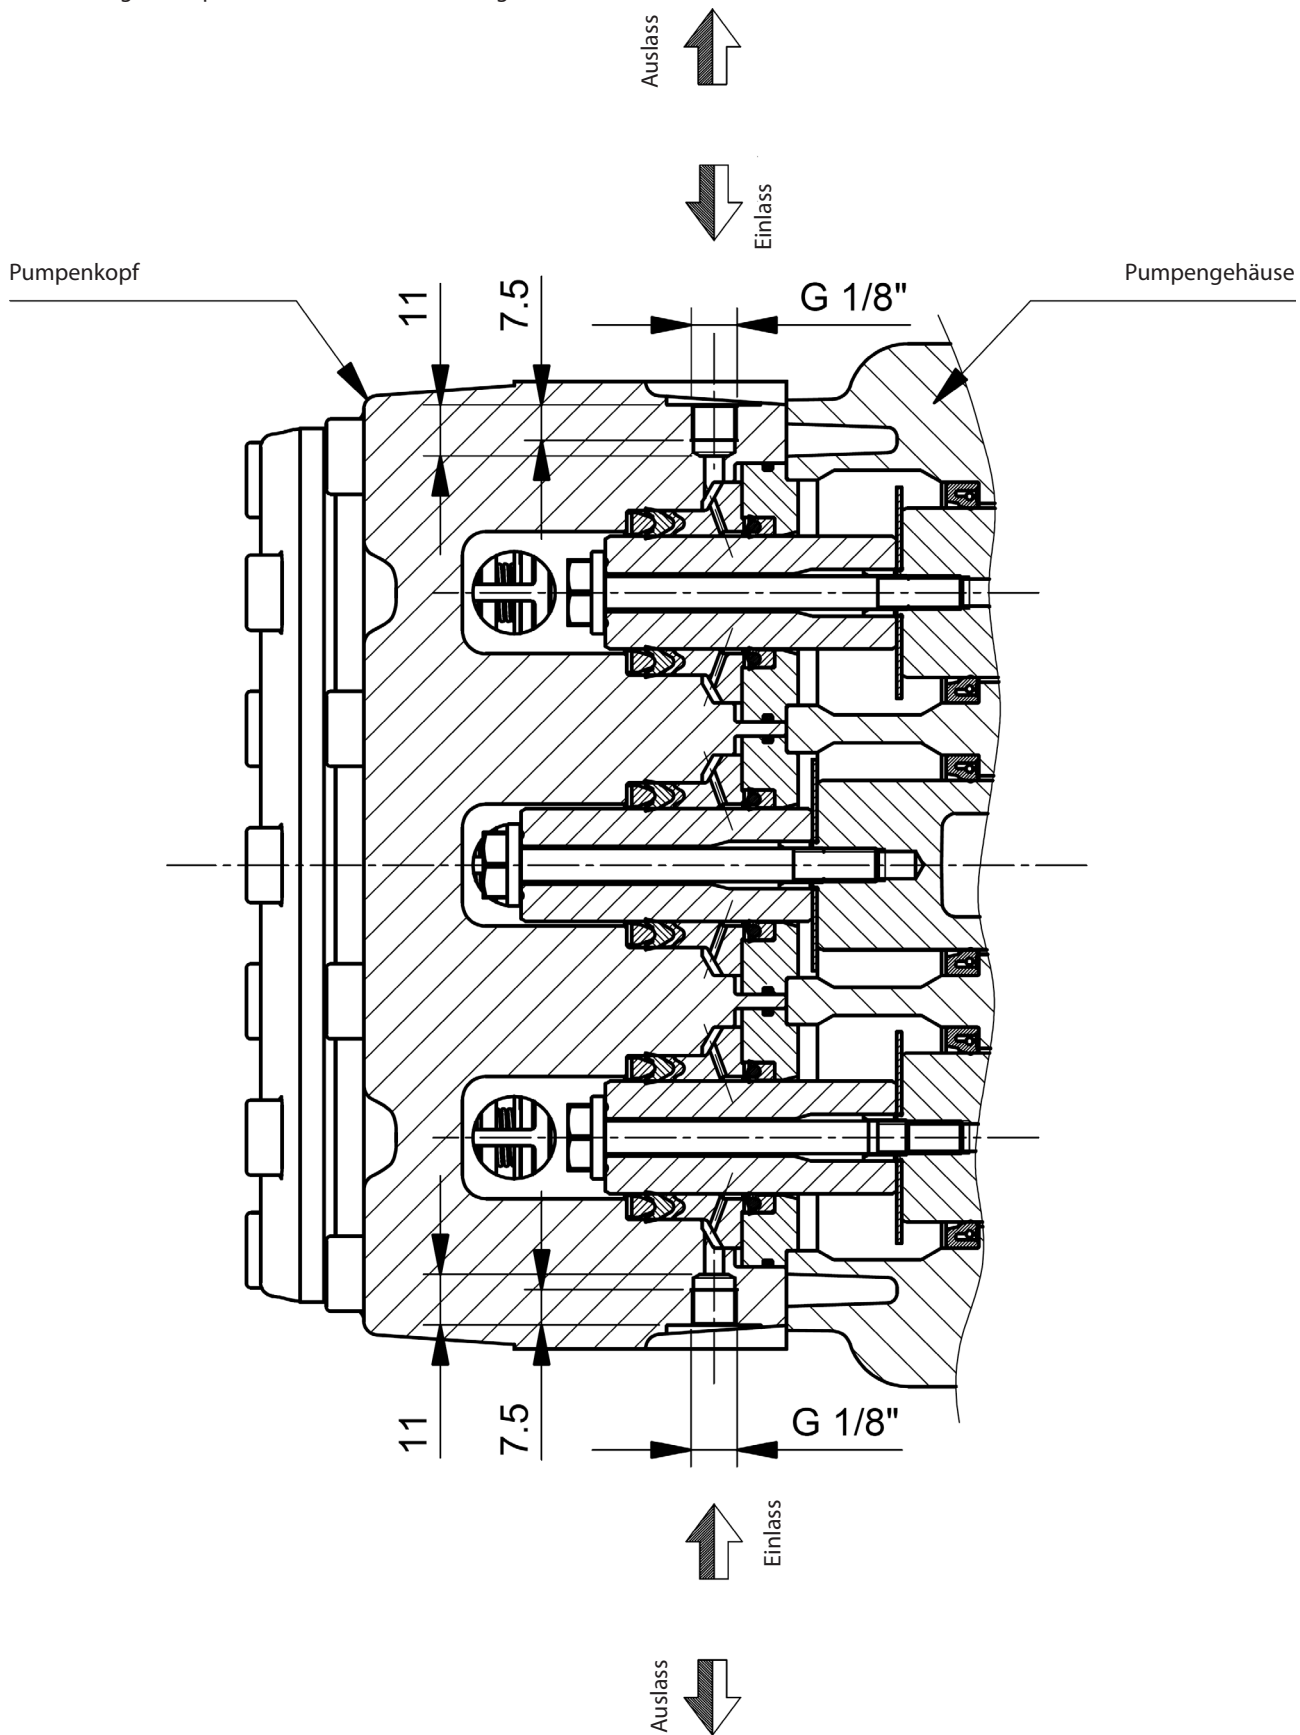 Auslass
Einlass
Pumpenkopf
Pumpengehäuse
11
7.5
G 1/8"
11
7.5
G 1/8"
Einlass
Auslass